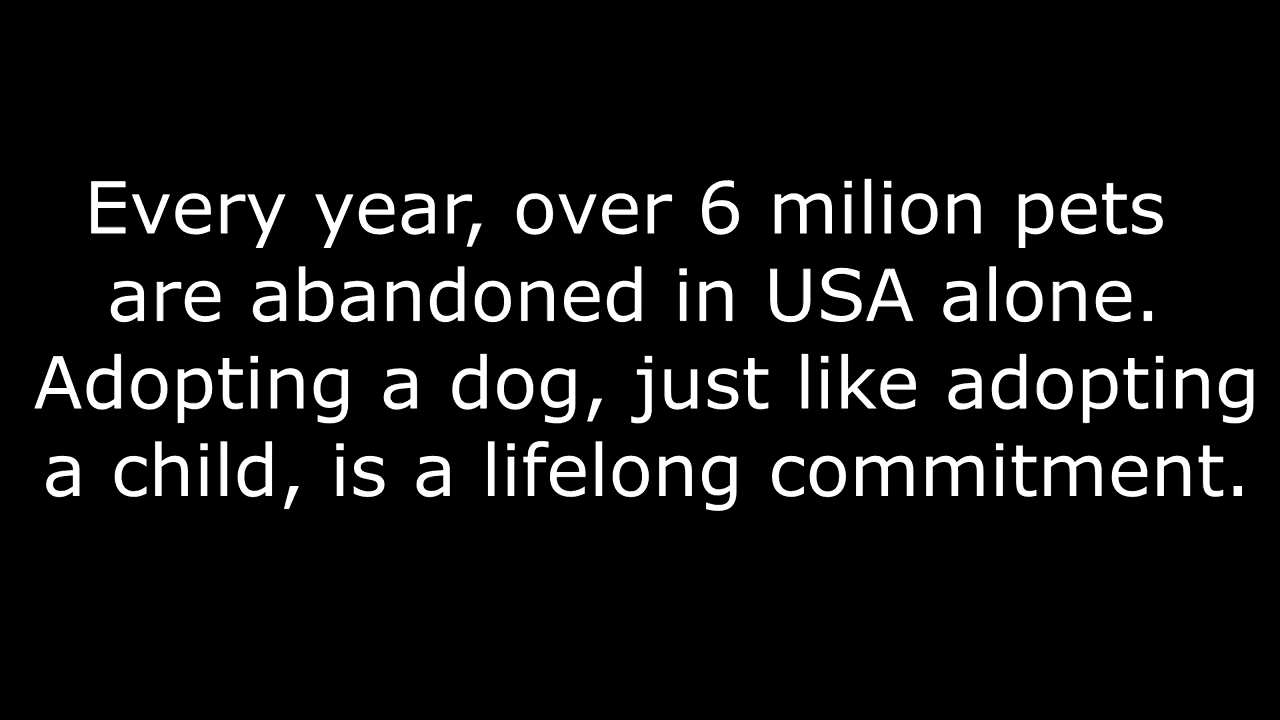 Every year, over 6 milion pets
are abandoned in USA alone.
Adopting a dog, just like adopting
a child, is a lifelong commitment.